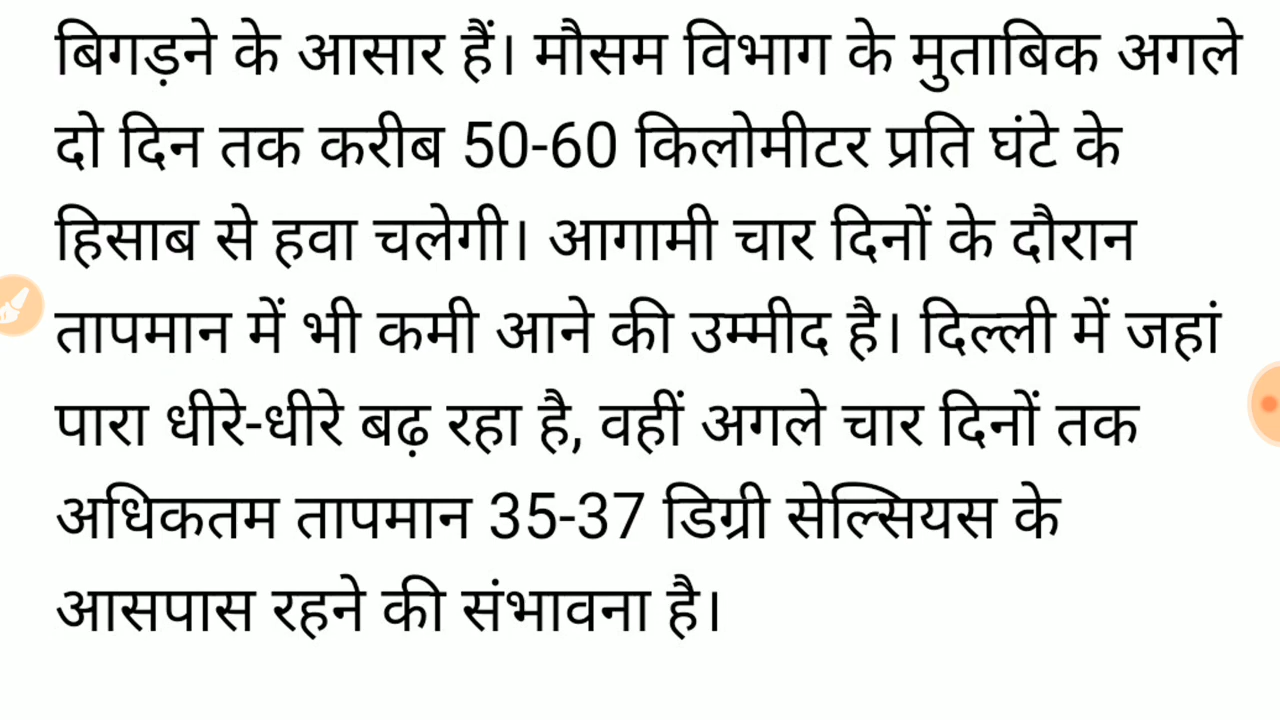 बिगड़ने के आसार हैं। मौसम विभाग के मुताबिक अगले
दो दिन तक करीब 50-60 किलोमीटर प्रति घंटे के
हिसाब से हवा चलेगी। आगामी चार दिनों के दौरान
तापमान में भी कमी आने की उम्मीद है। दिल्ली में जहां
पारा धीरे-धीरे बढ़ रहा है, वहीं अगले चार दिनों तक
अधिकतम तापमान 35-37 डिग्री सेल्सियस के
आसपास रहने की संभावना है।